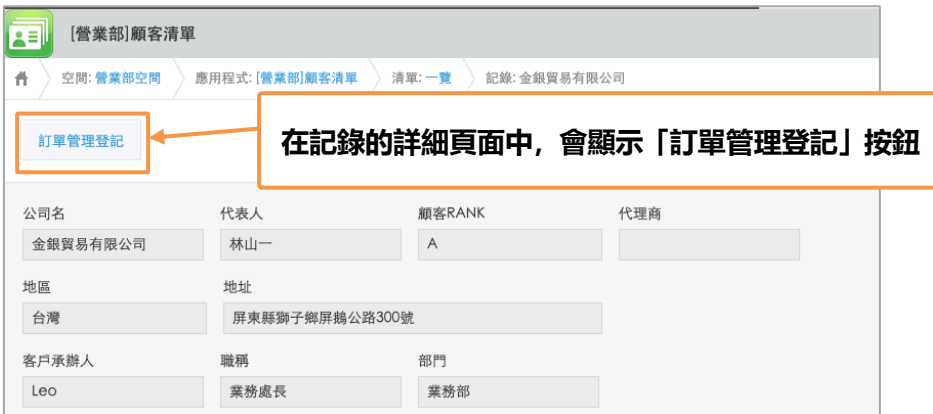 [營業部]顧客清單
空間: 營業部空間 應用程式: [營業部]顧客清單 清單: 一覽 記錄: 金銀貿易有限公司
訂單管理登記
在記錄的詳細頁面中，會顯示「訂單管理登記」按鈕
公司名 代表人 顧客RANK 代理商
金銀貿易有限公司 林山一 A
地區 地址
台灣 屏東縣獅子鄉屏鵝公路300號
客戶承辦人 職稱 部門
Leo 業務處長 業務部